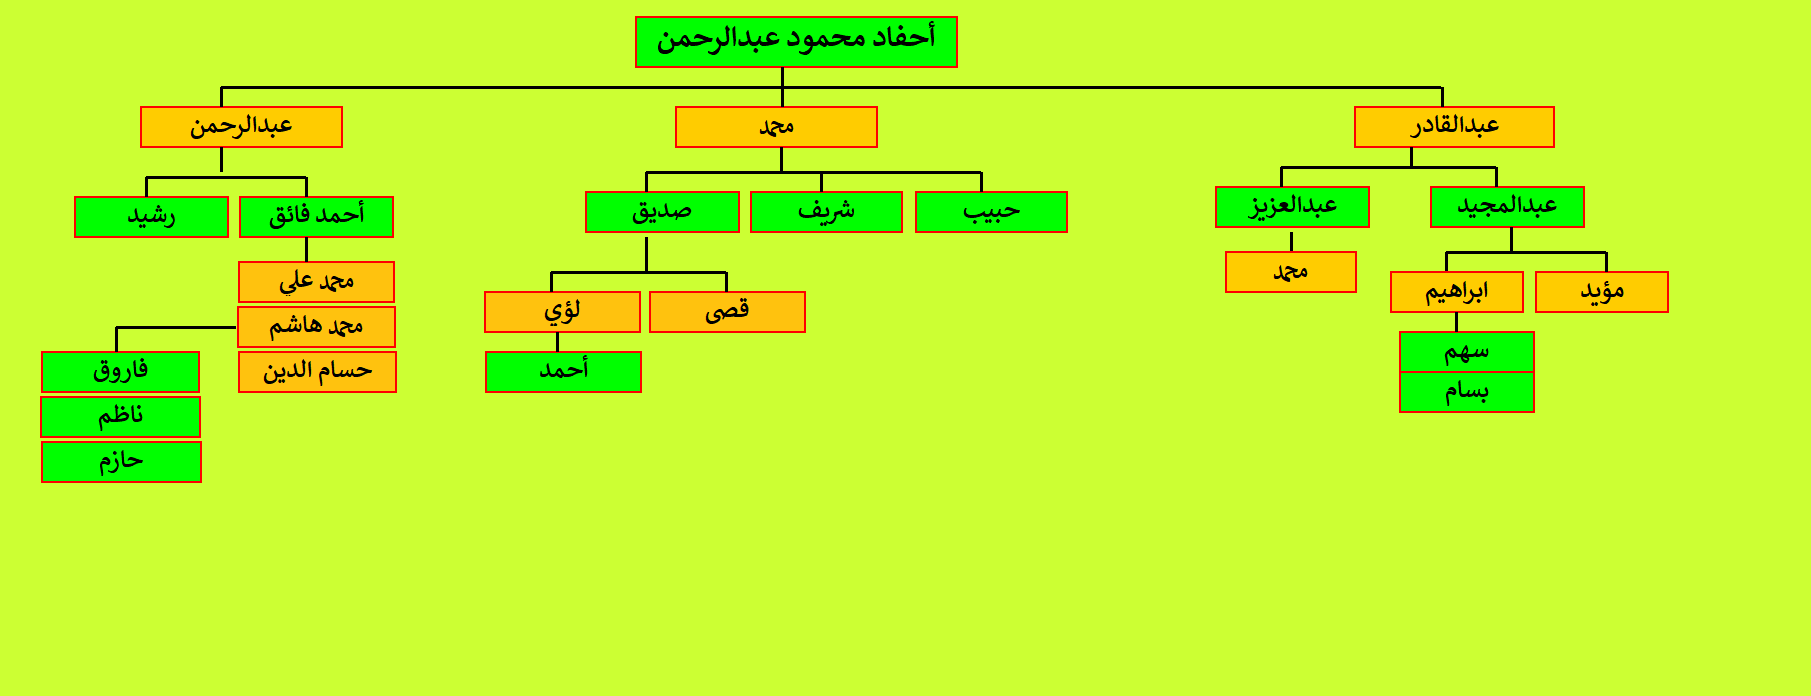 أحفاد محمود عبدالرحمن
عبدالقادر
محمد
عبدالرحمن
عبدالمجيد
عبدالعزيز
حبيب
شريف
صديق
أحمد فائق
رشيد
محمد
مؤيد
ابراهيم
محمد علي
قصى
لؤي
محمد هاشم
سهم
بسام
أحمد
حسام الدين
فاروق
ناظم
حازم